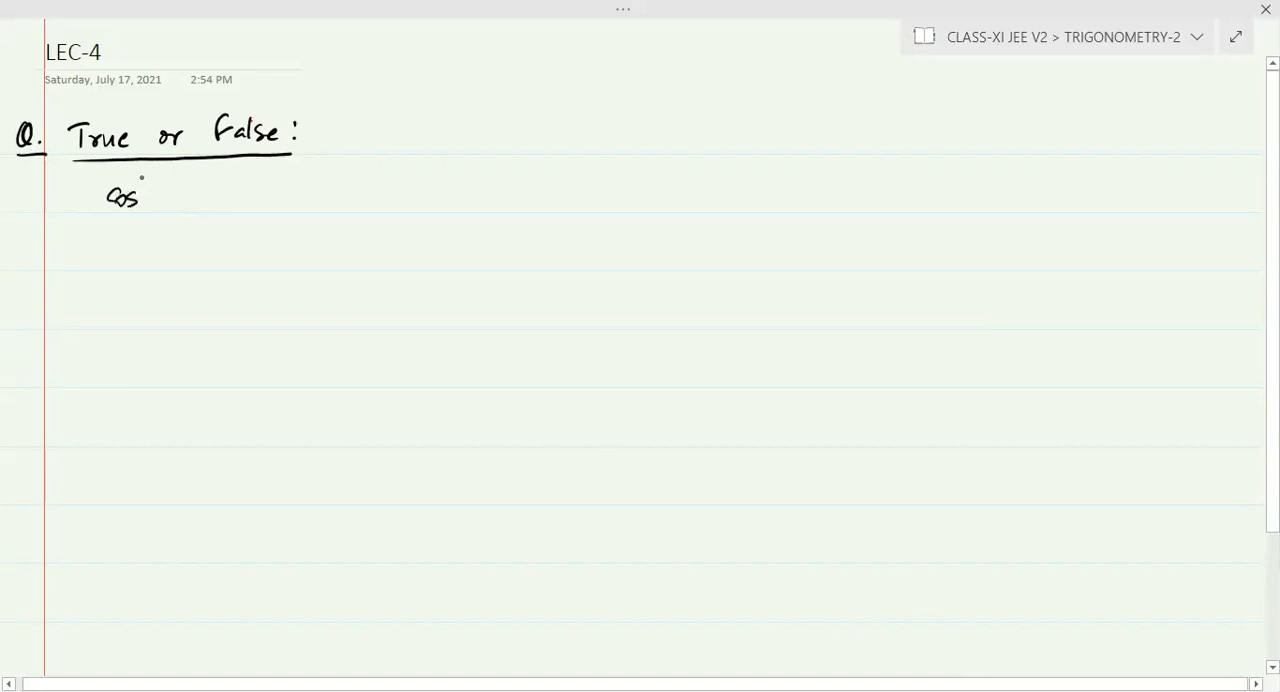 CLASS-XI JEE V2 > TRIGONOMETRY-2
LEC-4
Saturday, July 17, 2021 2:54 PM
Q. True or False:
cos